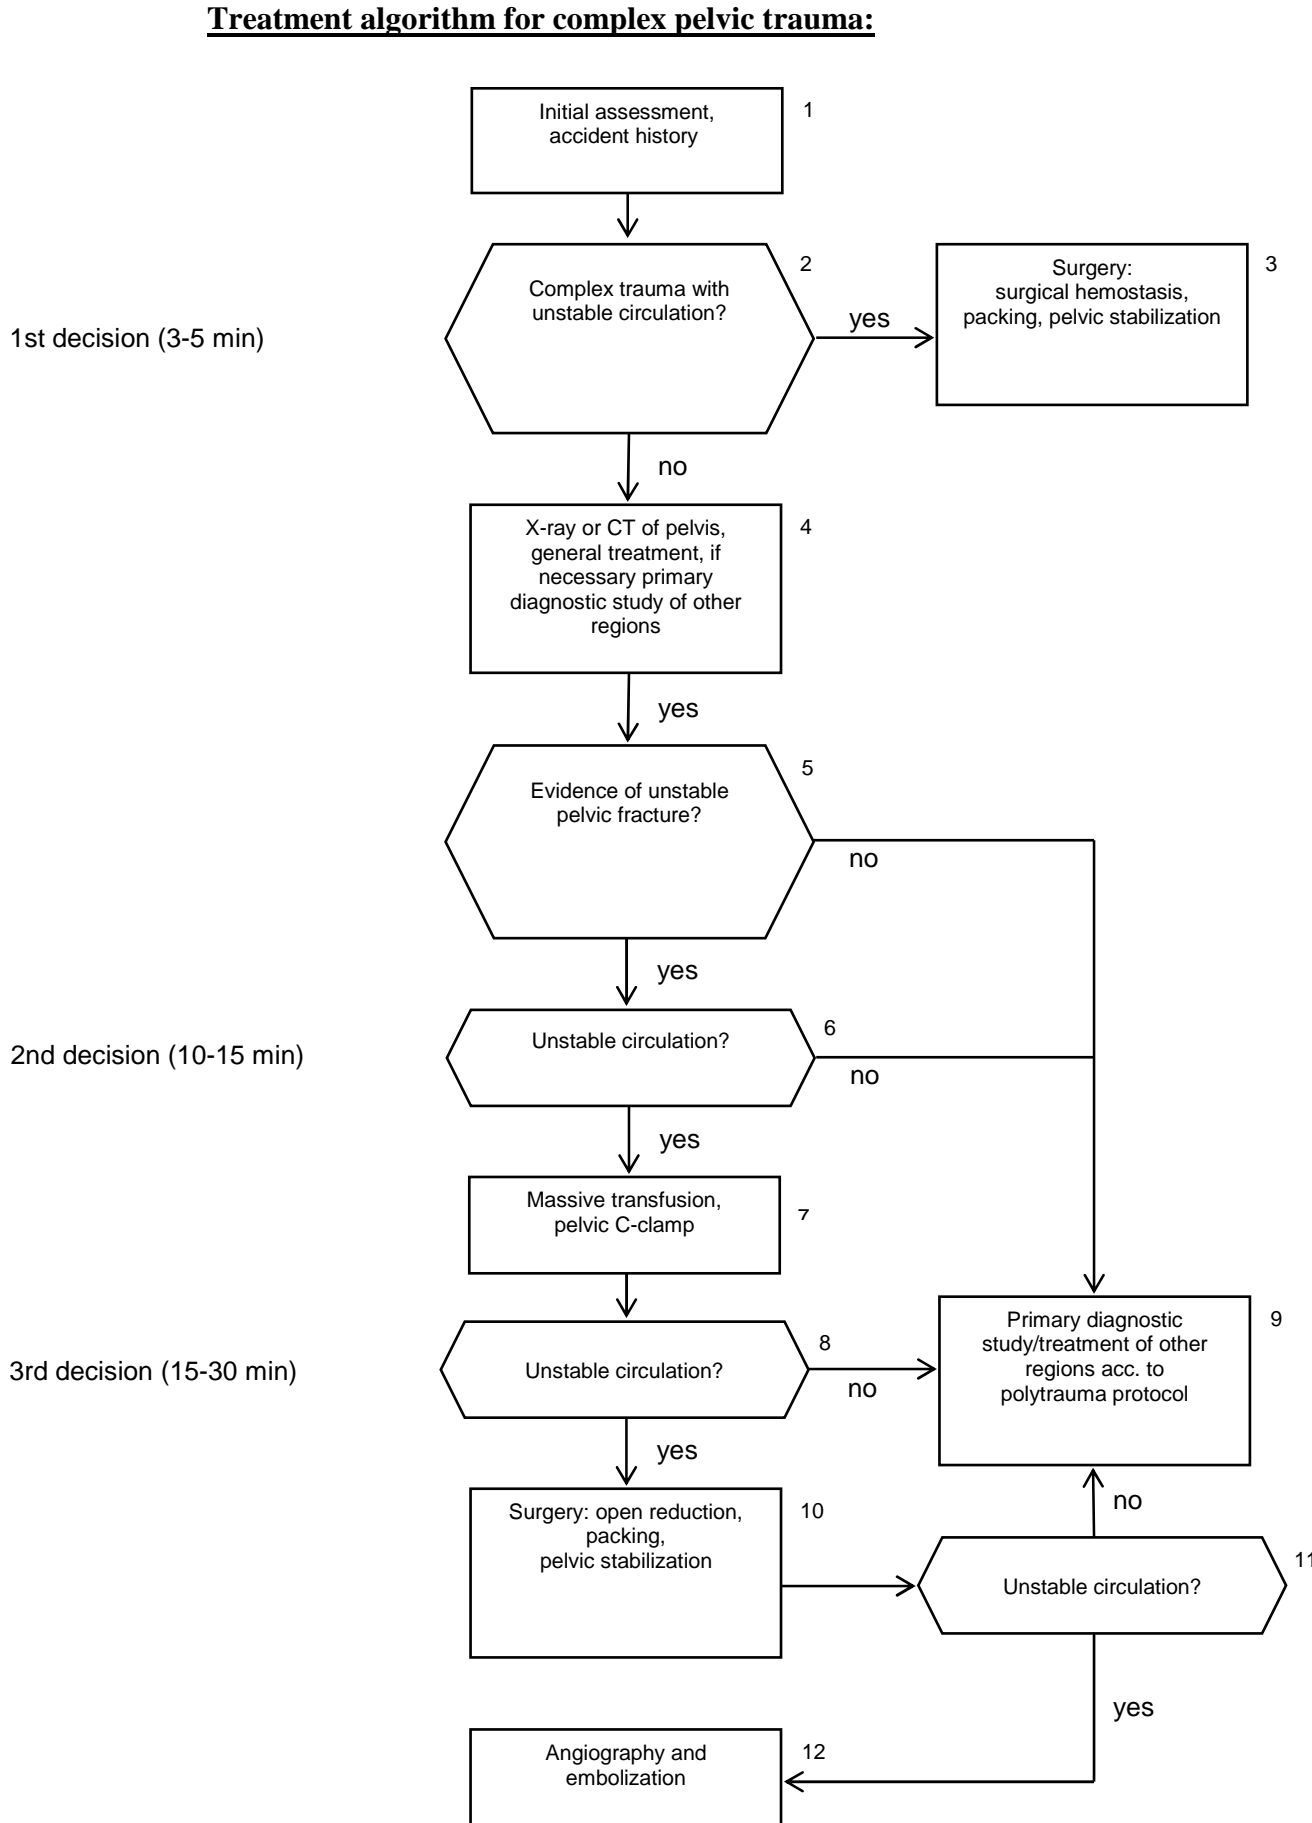 Treatment algorithm for complex pelvic trauma:
Initial assessment,
accident history
1
Complex trauma with
unstable circulation?
2
1st decision (3-5 min)
yes
Surgery:
surgical hemostasis,
packing, pelvic stabilization
3
no
X-ray or CT of pelvis,
general treatment, if
necessary primary
diagnostic study of other
regions
4
yes
Evidence of unstable
pelvic fracture?
5
no
yes
2nd decision (10-15 min)
Unstable circulation?
6
no
yes
Massive transfusion,
pelvic C-clamp
7
3rd decision (15-30 min)
Unstable circulation?
8
no
Primary diagnostic
study/treatment of other
regions acc. to
polytrauma protocol
9
yes
Surgery: open reduction,
packing,
pelvic stabilization
10
no
Unstable circulation?
11
yes
Angiography and
embolization
12